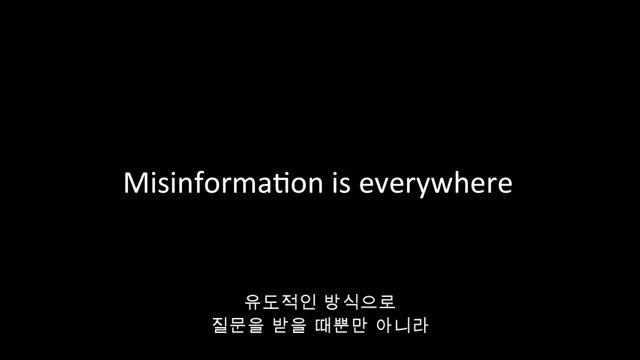 Misinformation is everywhere
유도적인 방식으로
질문을 받을 때뿐만 아니라